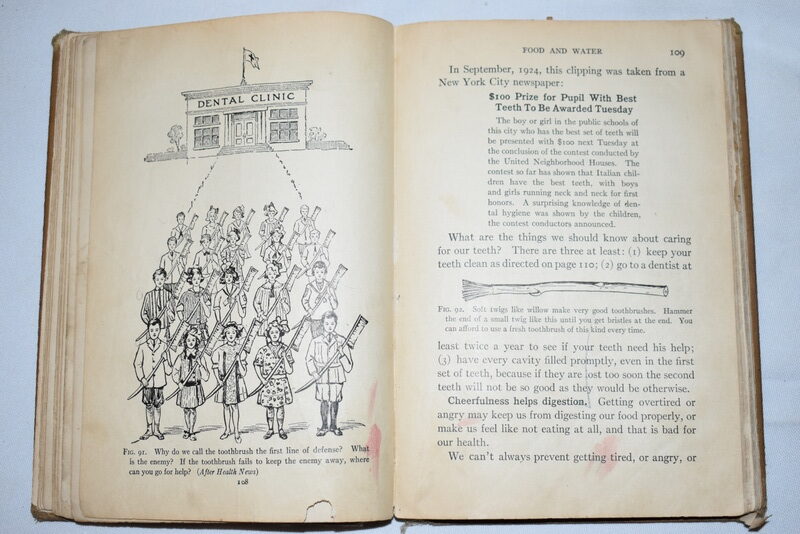 DENTAL CLINIC
FIG. 91. Why do we call the toothbrush the first line of defense? What
is the enemy? If the toothbrush fails to keep the enemy away, where
can you go for help? (After Health News)
108
FOOD AND WATER 109
In September, 1924, this clipping was taken from a
New York City newspaper:
$100 Prize for Pupil With Best
Teeth To Be Awarded Tuesday
The boy or girl in the public schools of
this city who has the best set of teeth will
be presented with $100 next Tuesday at
the conclusion of the contest conducted by
the United Neighborhood Houses. The
contest so far has shown that Italian chil-
dren have the best teeth, with boys
and girls running neck and neck for first
honors. A surprising knowledge of den-
tal hygiene was shown by the children,
the contest conductors announced.
What are the things we should know about caring
for our teeth? There are three at least: (1) keep your
teeth clean as directed on page 110; (2) go to a dentist at
FIG. 92. Soft twigs like willow make very good toothbrushes. Hammer
the end of a small twig like this until you get bristles at the end. You
can afford to use a fresh toothbrush of this kind every time.
least twice a year to see if your teeth need his help;
(3) have every cavity filled promptly, even in the first
set of teeth, because if they are lost too soon the second
teeth will not be so good as they would be otherwise.
Cheerfulness helps digestion. Getting overtired or
angry may keep us from digesting our food properly, or
make us feel like not eating at all, and that is bad for
our health.
We can't always prevent getting tired, or angry, or